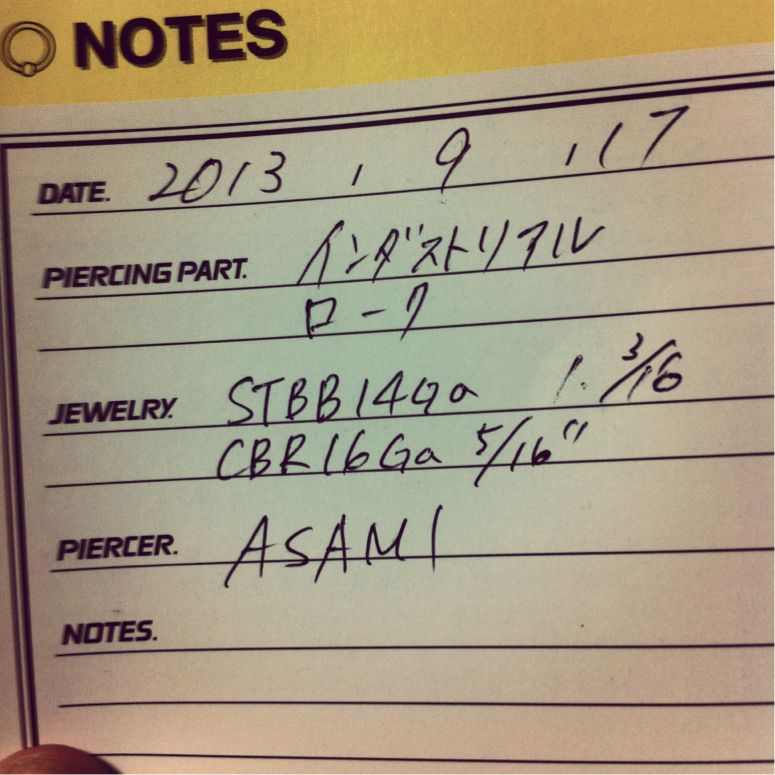 NOTES
DATE. 2013 , 9 , 17
PIERCING PART. インダストリアル
ローク
JEWELRY. STBB14Ga 1. 3/16
CBR16Ga 5/16"
PIERCER. ASAMI
NOTES.